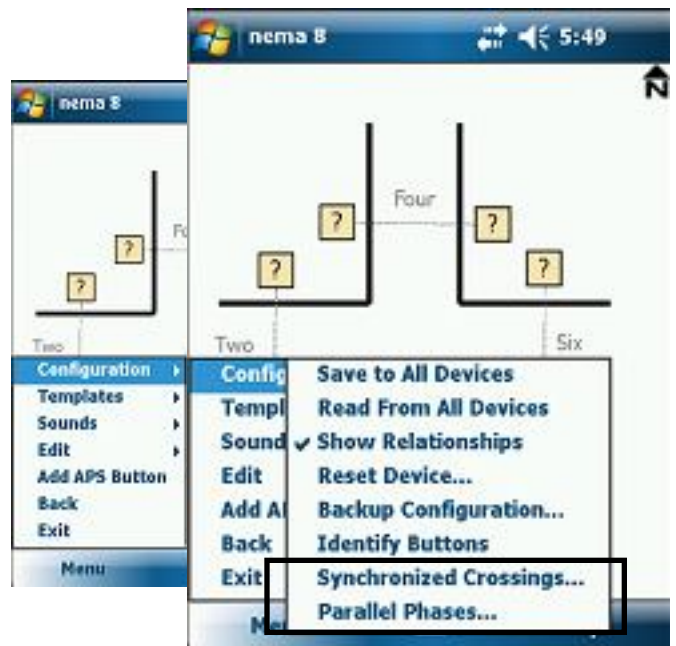 nema 8
?
?
Two
Configuration
Templates
Sounds
Edit
Add APS Button
Back
Exit
Menu
nema 8 5:49
N
Four
?
?
?
?
Two
Six
Config
Templ
Sound
Edit
Add A
Back
Exit
Save to All Devices
Read From All Devices
Show Relationships
Reset Device...
Backup Configuration...
Identify Buttons
Synchronized Crossings...
Parallel Phases...
Me